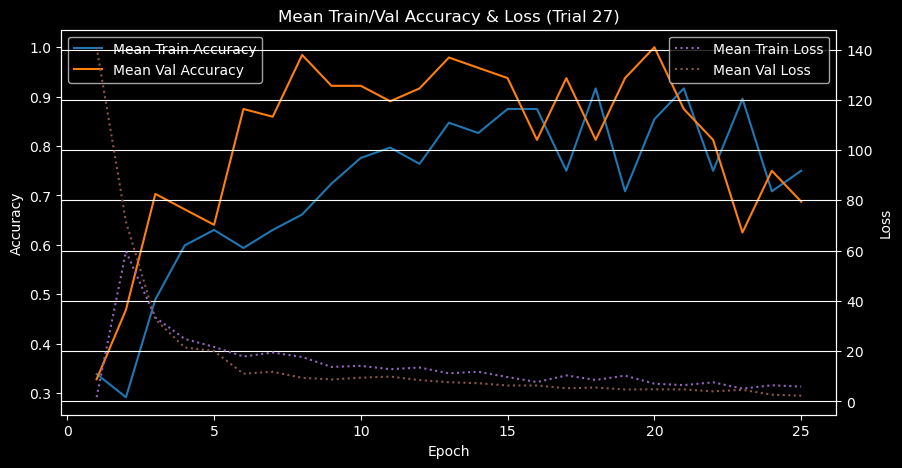 Mean Train/Val Accuracy & Loss (Trial 27)
Mean Train Accuracy
Mean Val Accuracy
Mean Train Loss
Mean Val Loss
1.0
0.9
0.8
0.7
0.6
0.5
0.4
0.3
Accuracy
140
120
100
80
60
40
20
0
Loss
0 5 10 15 20 25
Epoch